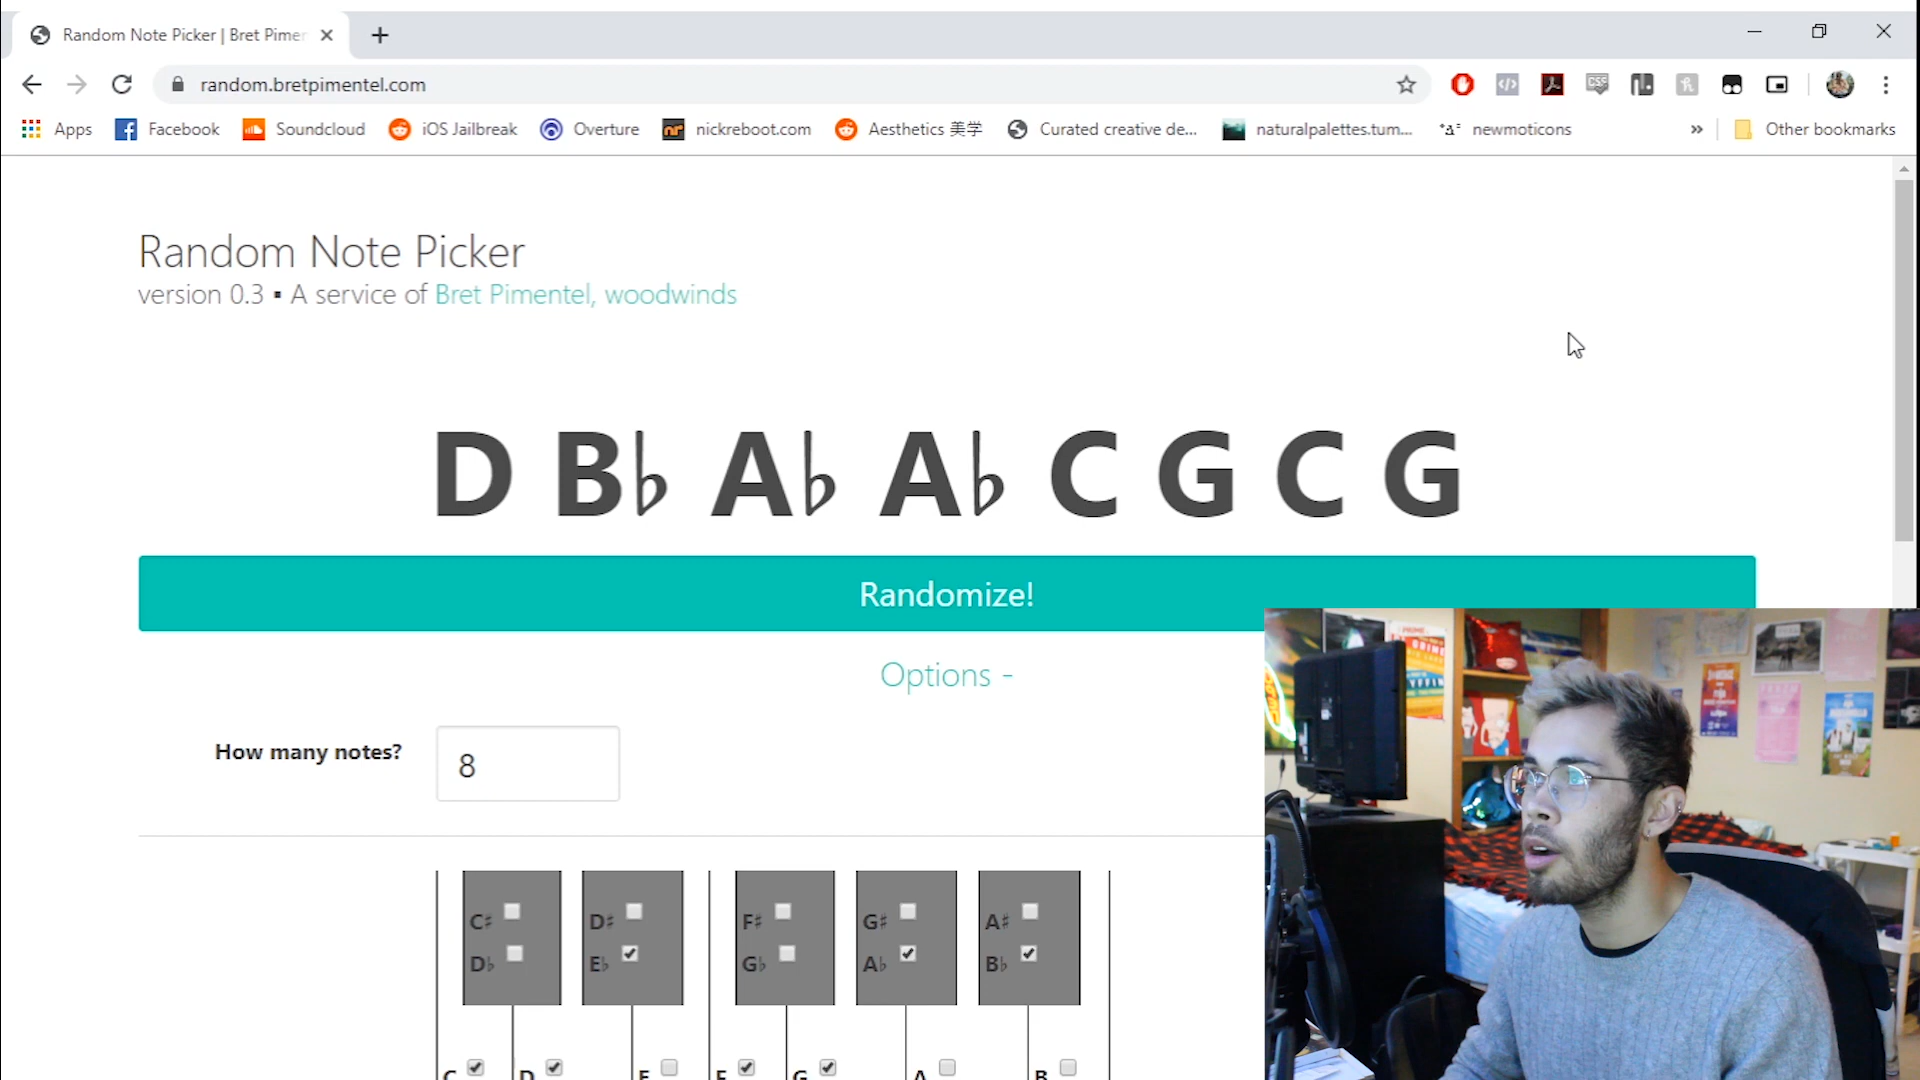 Random Note Picker | Bret Pimer
random.bretpimentel.com
Apps Facebook Soundcloud iOS Jailbreak Overture nickreboot.com Aesthetics 美学 Curated creative de... naturalpalettes.tum... newmoticons » Other bookmarks
Random Note Picker
version 0.3 ▪ A service of Bret Pimentel, woodwinds
D B♭ A♭ A♭ C G C G
Randomize!
Options -
How many notes? 8
C♯ D♯ F♯ G♯ A♯
D♭ E♭ G♭ A♭ B♭
C D E F G A B